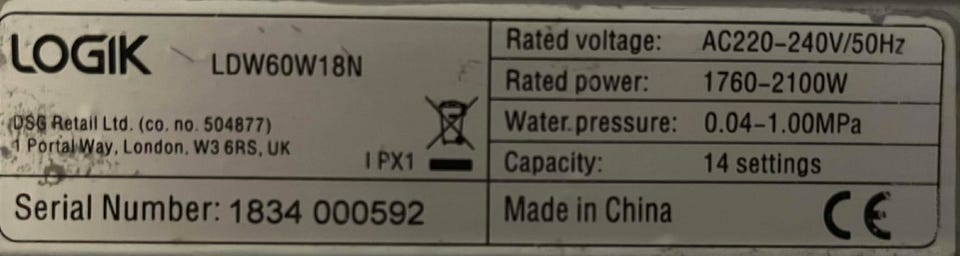 LOGIK LDW60W18N
DSG Retail Ltd. (co. no. 504877)
1 Portal Way, London, W3 6RS, UK
IPX1
Serial Number: 1834 000592
Rated voltage: AC220-240V/50Hz
Rated power: 1760-2100W
Water pressure: 0.04-1.00MPa
Capacity: 14 settings
Made in China CE